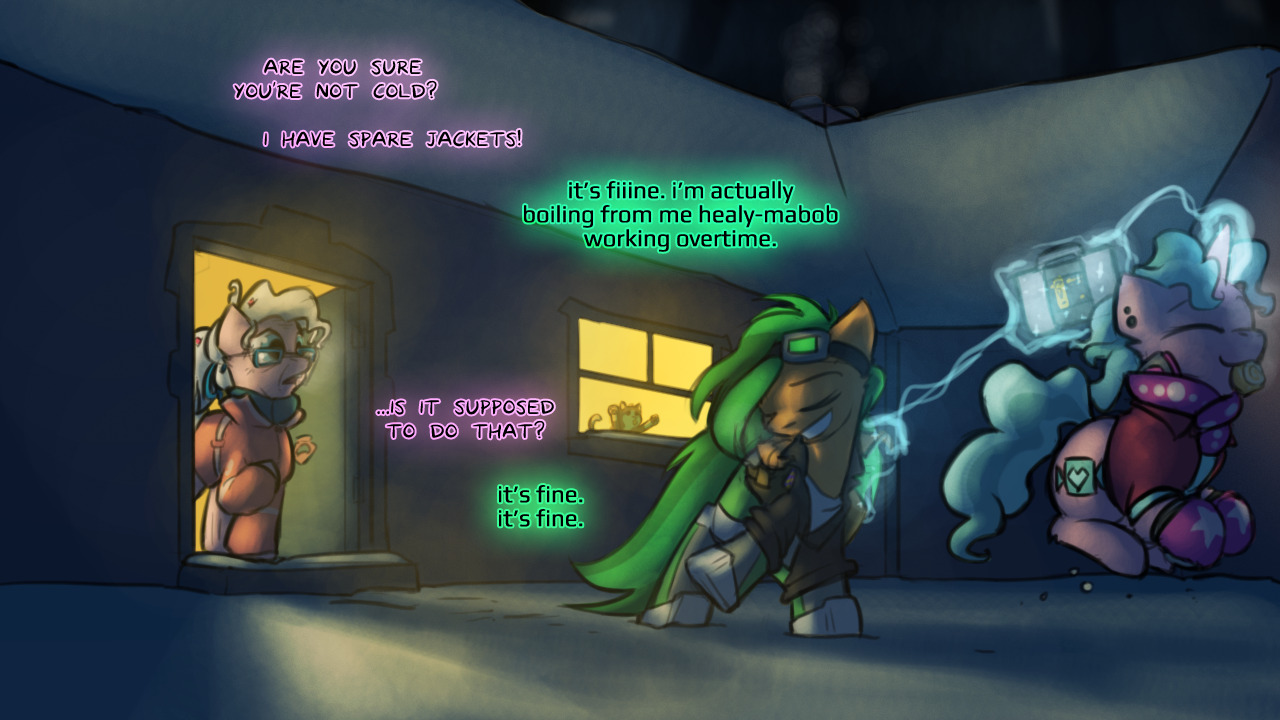 ARE YOU SURE
YOU'RE NOT COLD?
I HAVE SPARE JACKETS!
it's fiiine. i'm actually
boiling from me healy-mabob
working overtime.
...IS IT SUPPOSED
TO DO THAT?
it's fine.
it's fine.